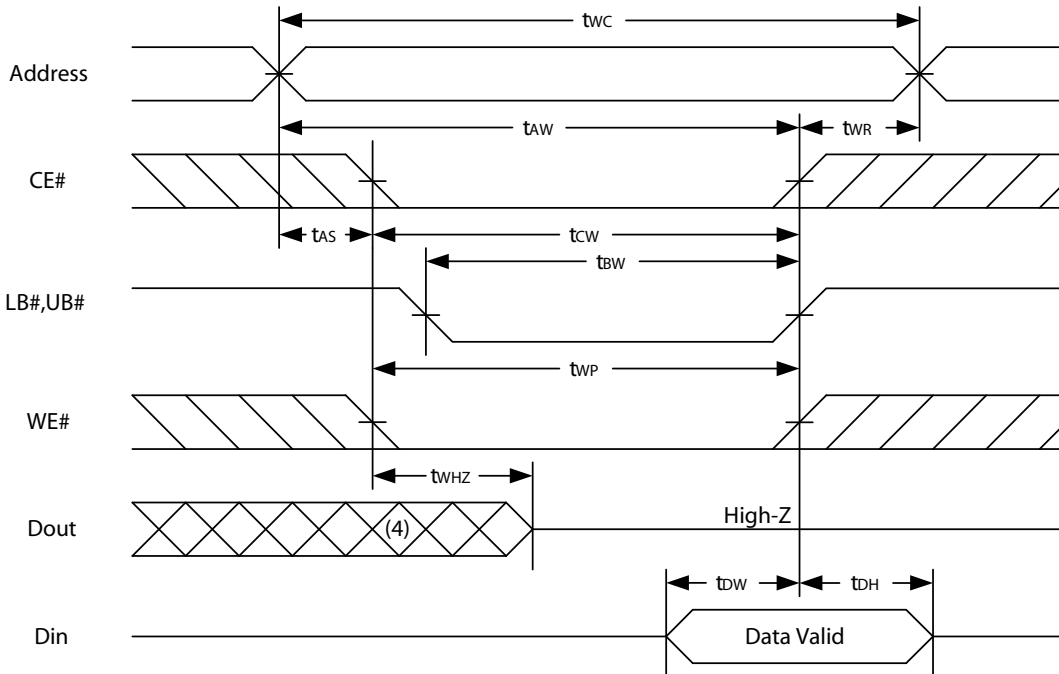 tWC
Address
tAW
tWR
CE#
tAS
tCW
tBW
LB#,UB#
tWP
WE#
tWHZ
(4)
High-Z
Dout
tDW
tDH
Din
Data Valid